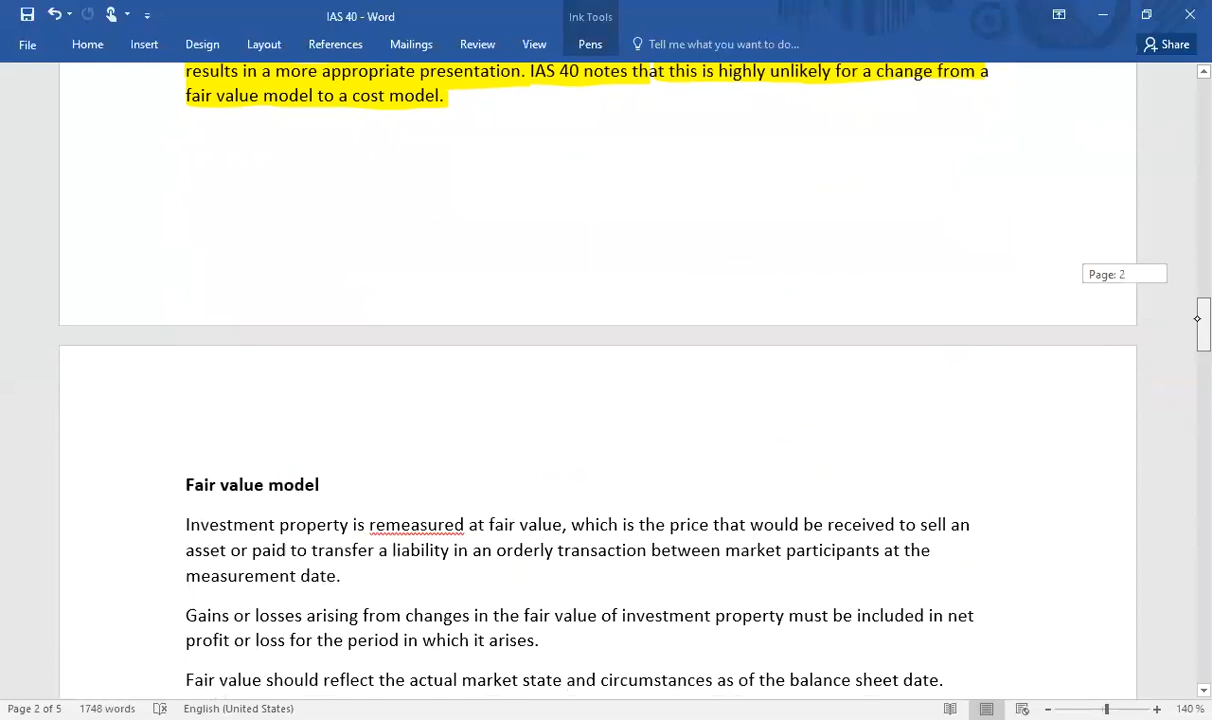 IAS 40 - Word
Ink Tools
File
Home
Insert
Design
Layout
References
Mailings
Review
View
Pens
Tell me what you want to do...
Share
results in a more appropriate presentation. IAS 40 notes that this is highly unlikely for a change from a
fair value model to a cost model.
Page: 2
Fair value model
Investment property is remeasured at fair value, which is the price that would be received to sell an
asset or paid to transfer a liability in an orderly transaction between market participants at the
measurement date.
Gains or losses arising from changes in the fair value of investment property must be included in net
profit or loss for the period in which it arises.
Fair value should reflect the actual market state and circumstances as of the balance sheet date.
Page 2 of 5
1748 words
English (United States)
140 %